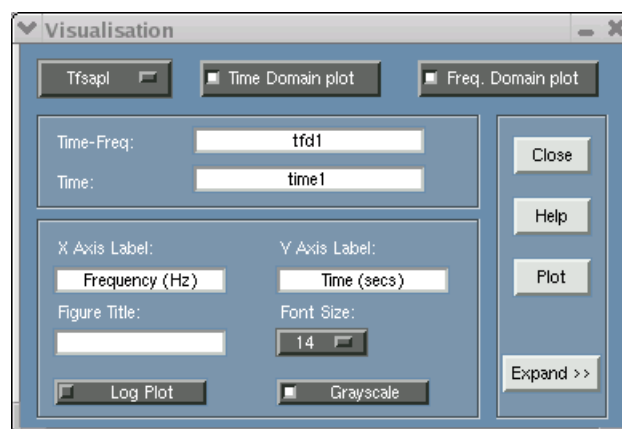 Visualisation
Tfsapl
Time Domain plot
Freq. Domain plot
Time-Freq:
tfd1
Time:
time1
Close
Help
Plot
Expand >>
X Axis Label:
Y Axis Label:
Frequency (Hz)
Time (secs)
Figure Title:
Font Size:
14
Log Plot
Grayscale